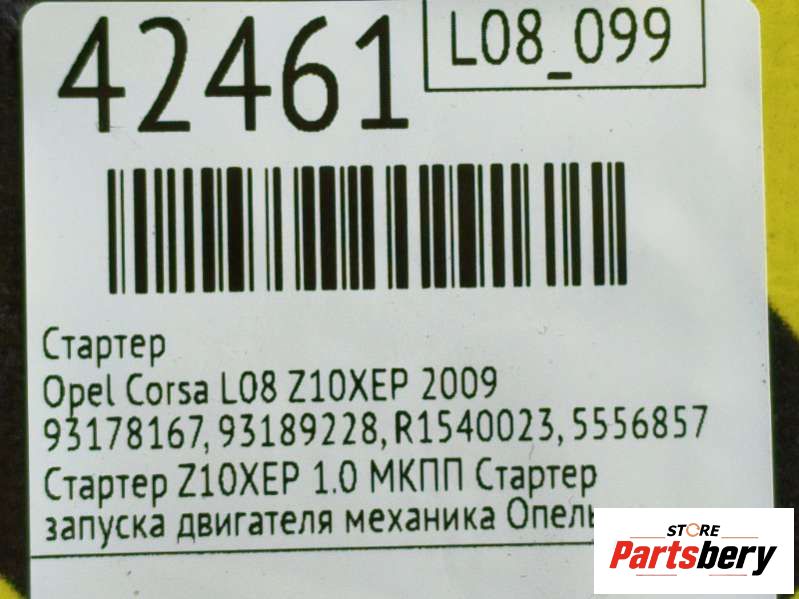 42461
L08_099
Стартер
Opel Corsa L08 Z10XEP 2009
93178167, 93189228, R1540023, 5556857
Стартер Z10XEP 1.0 МКПП Стартер
запуска двигателя механика Опель
STORE
Partsbery